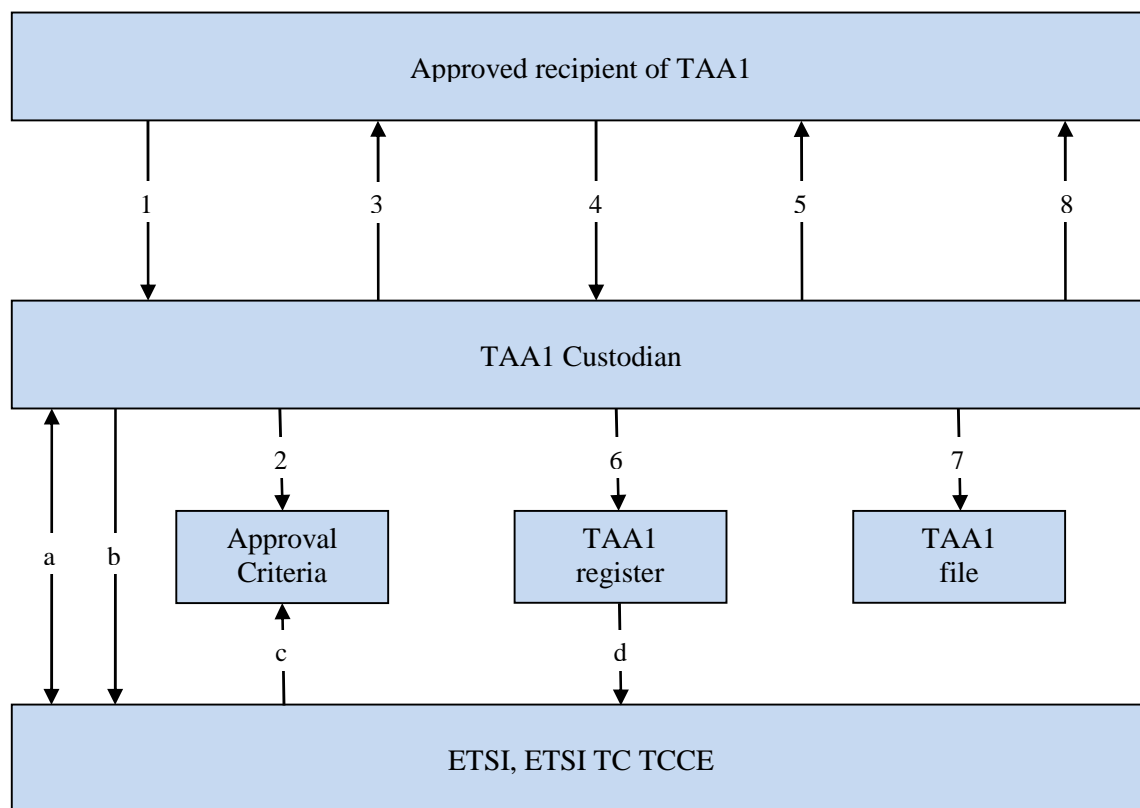 Approved recipient of TAA1
1
3
4
5
8
TAA1 Custodian
2
6
7
a
b
Approval
Criteria
TAA1
register
TAA1
file
c
d
ETSI, ETSI TC TCCE